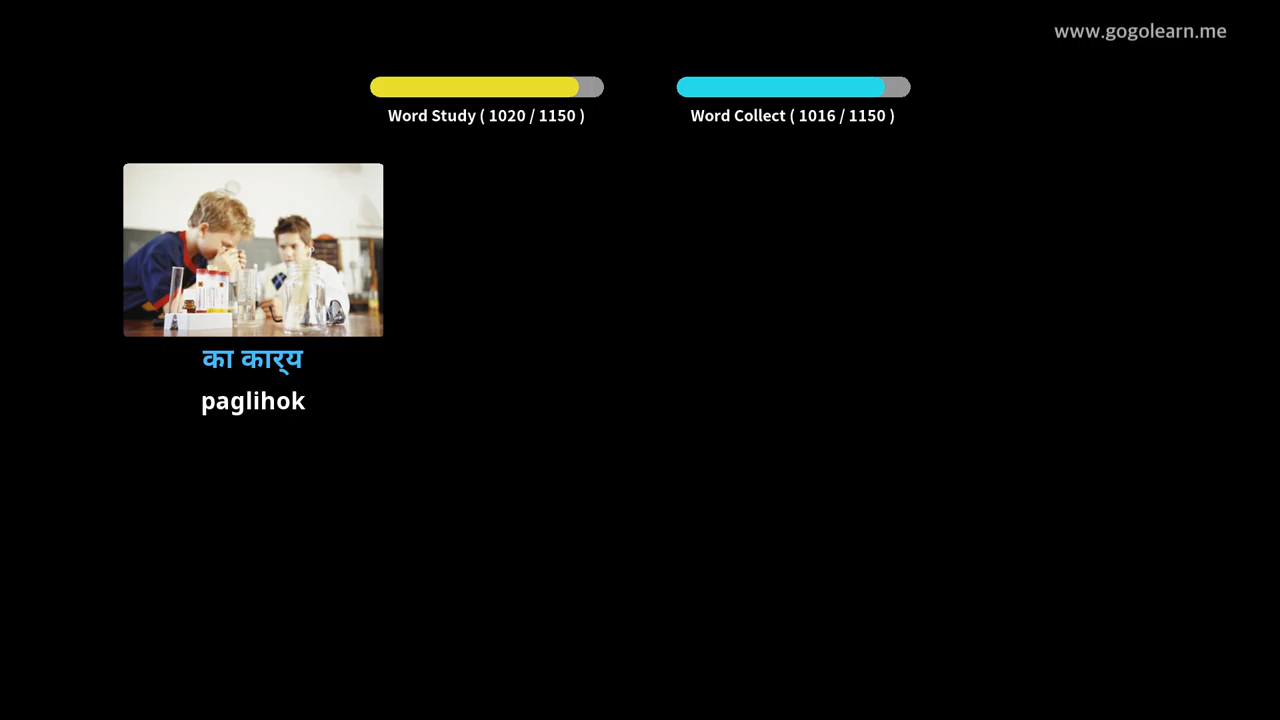 www.gogolearn.me
Word Study ( 1020 / 1150 )
Word Collect ( 1016 / 1150 )
का कार्‍य
paglihok